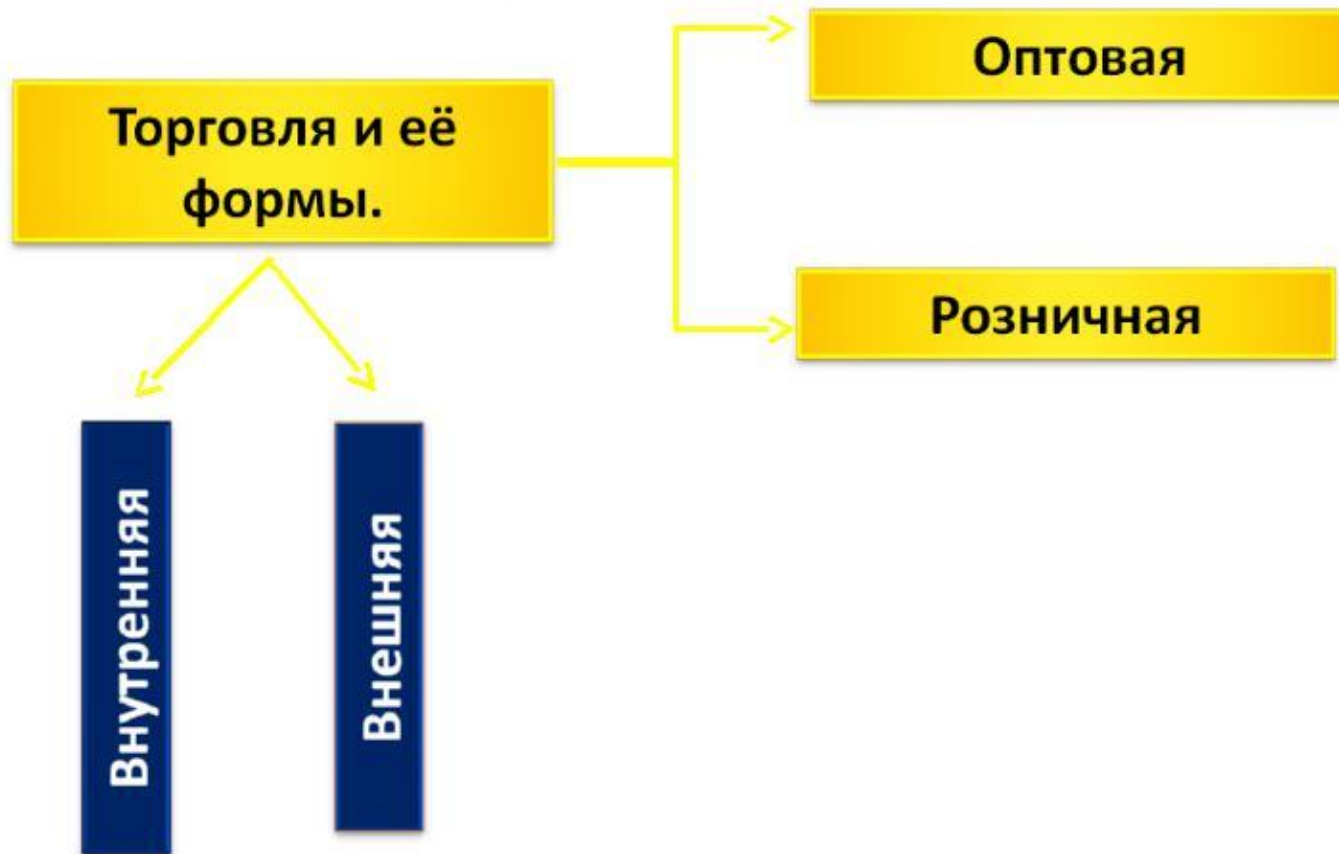 Оптовая
Торговля и её
формы.
Розничная
Внутренняя
Внешняя